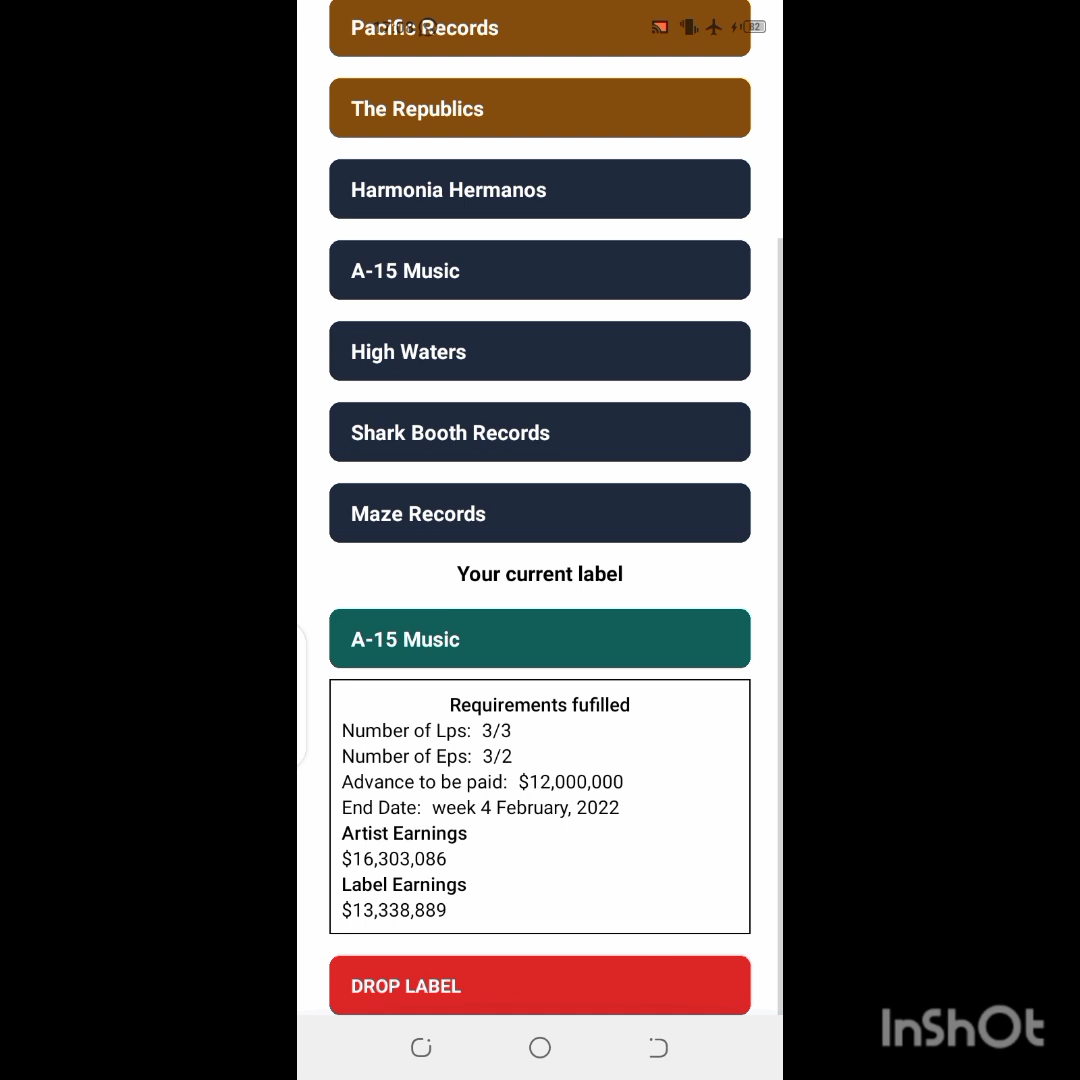 Pacific Records
82
The Republics
Harmonia Hermanos
A-15 Music
High Waters
Shark Booth Records
Maze Records
Your current label
A-15 Music
Requirements fufilled
Number of Lps: 3/3
Number of Eps: 3/2
Advance to be paid: $12,000,000
End Date: week 4 February, 2022
Artist Earnings
$16,303,086
Label Earnings
$13,338,889
DROP LABEL
InShOt